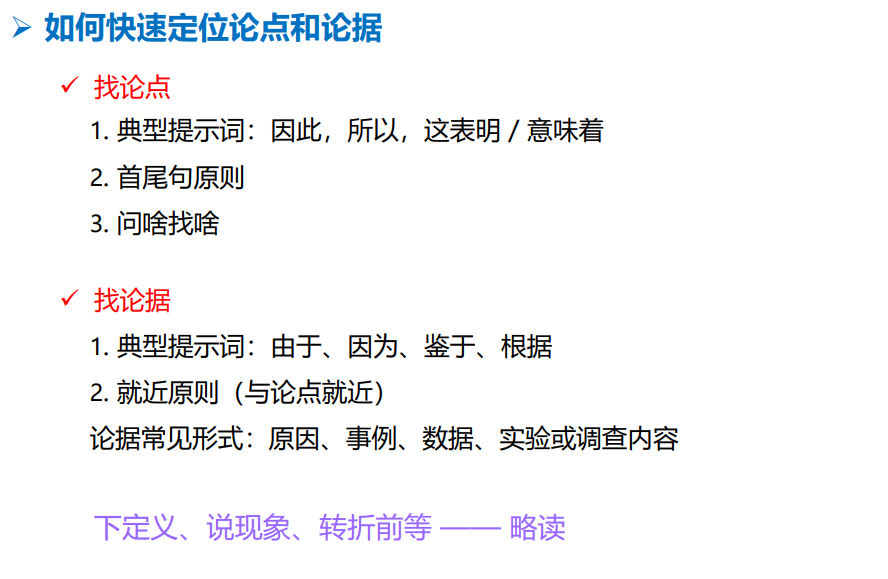 如何快速定位论点和论据
找论点
1. 典型提示词：因此，所以，这表明 / 意味着
2. 首尾句原则
3. 问啥找啥
找论据
1. 典型提示词：由于、因为、鉴于、根据
2. 就近原则（与论点就近）
论据常见形式：原因、事例、数据、实验或调查内容
下定义、说现象、转折前等 —— 略读